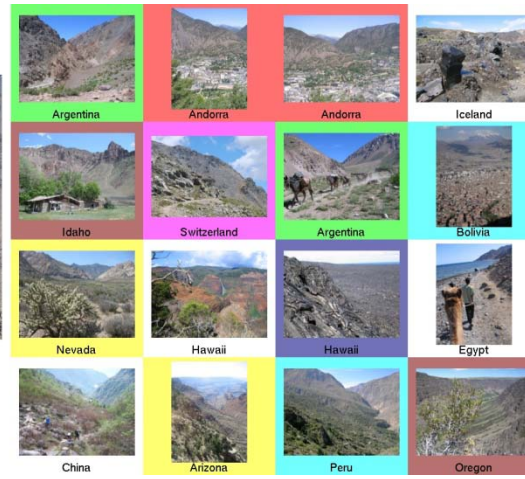 Argentina
Andorra
Andorra
Iceland
Idaho
Switzerland
Argentina
Bolivia
Nevada
Hawaii
Hawaii
Egypt
China
Arizona
Peru
Oregon